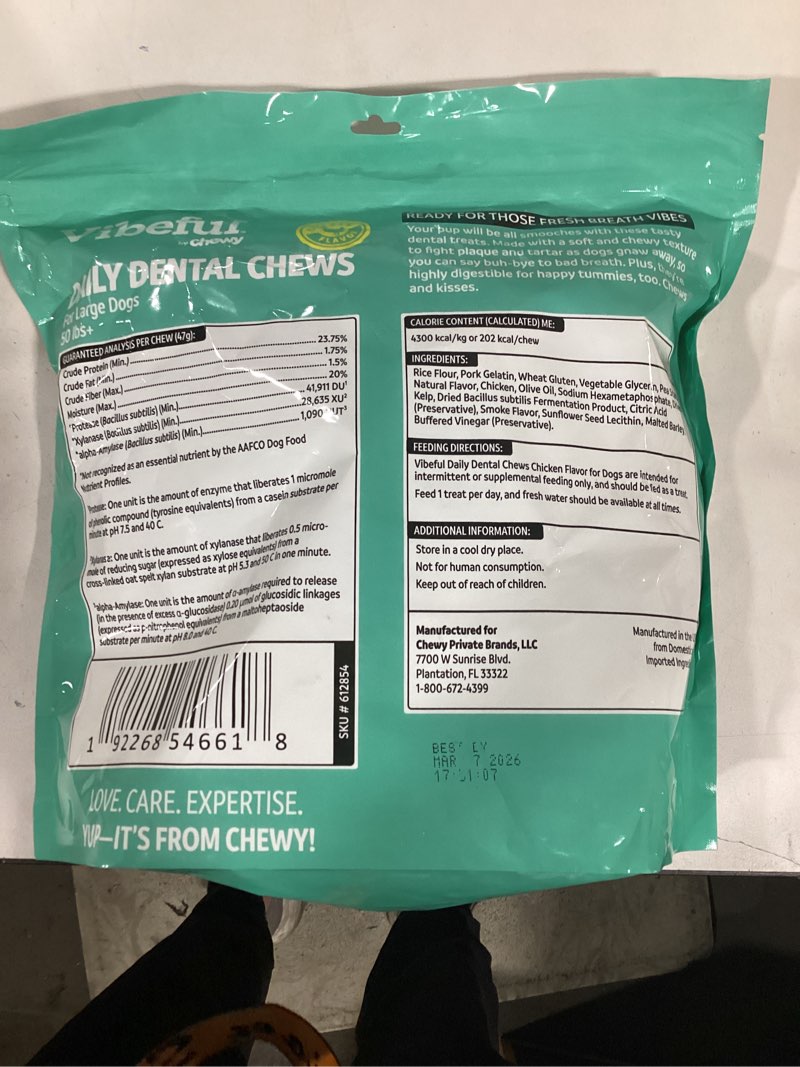 Vibeful
by Chewy
FLAVOR
DAILY DENTAL CHEWS
For Large Dogs
50 lbs+
GUARANTEED ANALYSIS PER CHEW (47g):
Crude Protein (Min.) 23.75%
Crude Fat (Min.) 1.75%
Crude Fiber (Max.) 1.5%
Moisture (Max.) 20%
*Protease (Bacillus subtilis) (Min.) 41,911 DU¹
*Xylanase (Bacillus subtilis) (Min.) 28,635 XU²
*alpha-Amylase (Bacillus subtilis) (Min.) 1,090 UT³
*Not recognized as an essential nutrient by the AAFCO Dog Food
Nutrient Profiles.
¹Protease: One unit is the amount of enzyme that liberates 1 micromole
of phenolic compound (tyrosine equivalents) from a casein substrate per
minute at pH 7.5 and 40 C.
²Xylanase: One unit is the amount of xylanase that liberates 0.5 micro-
mole of reducing sugar (expressed as xylose equivalents) from a
cross-linked oat spelt xylan substrate at pH 5.3 and 50 C in one minute.
³alpha-Amylase: One unit is the amount of α-amylase required to release
(in the presence of excess α-glucosidase) 0.20 µmol of glucosidic linkages
(expressed as p-nitrophenol equivalents) from a maltoheptaoside
substrate per minute at pH 8.0 and 40 C.
1 92268 54661 8
SKU # 612854
LOVE. CARE. EXPERTISE.
YUP—IT'S FROM CHEWY!
READY FOR THOSE FRESH BREATH VIBES
Your pup will be all smooches with these tasty
dental treats. Made with a soft and chewy texture
to fight plaque and tartar as dogs gnaw away, so
you can say buh-bye to bad breath. Plus, they're
highly digestible for happy tummies, too. Chews
and kisses.
CALORIE CONTENT (CALCULATED) ME:
4300 kcal/kg or 202 kcal/chew
INGREDIENTS:
Rice Flour, Pork Gelatin, Wheat Gluten, Vegetable Glycerin, Pea
Natural Flavor, Chicken, Olive Oil, Sodium Hexametaphosphate,
Kelp, Dried Bacillus subtilis Fermentation Product, Citric Acid
(Preservative), Smoke Flavor, Sunflower Seed Lecithin, Malted Barley
Buffered Vinegar (Preservative).
FEEDING DIRECTIONS:
Vibeful Daily Dental Chews Chicken Flavor for Dogs are intended for
intermittent or supplemental feeding only, and should be fed as a treat.
Feed 1 treat per day, and fresh water should be available at all times.
ADDITIONAL INFORMATION:
Store in a cool dry place.
Not for human consumption.
Keep out of reach of children.
Manufactured for
Chewy Private Brands, LLC
7700 W Sunrise Blvd.
Plantation, FL 33322
1-800-672-4399
Manufactured in the
from Domestic
Imported
BEST BY
MAR 7 2026
17:01:07